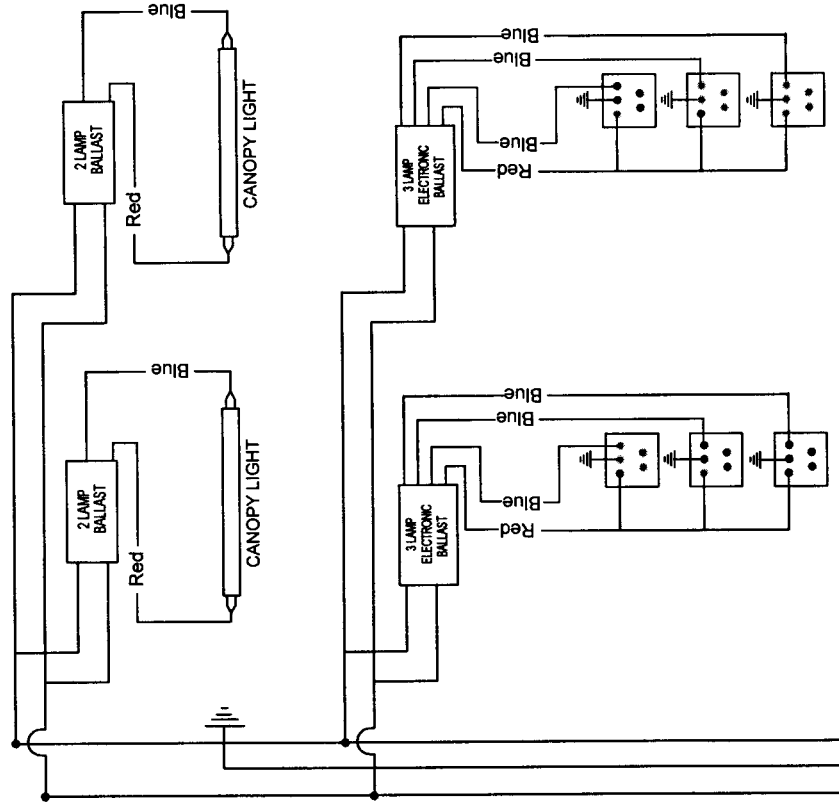 Blue
2 LAMP
BALLAST
Red
CANOPY LIGHT
Blue
Blue
Blue
Red
3 LAMP
ELECTRONIC
BALLAST
Blue
2 LAMP
BALLAST
Red
CANOPY LIGHT
Blue
Blue
Blue
Red
3 LAMP
ELECTRONIC
BALLAST